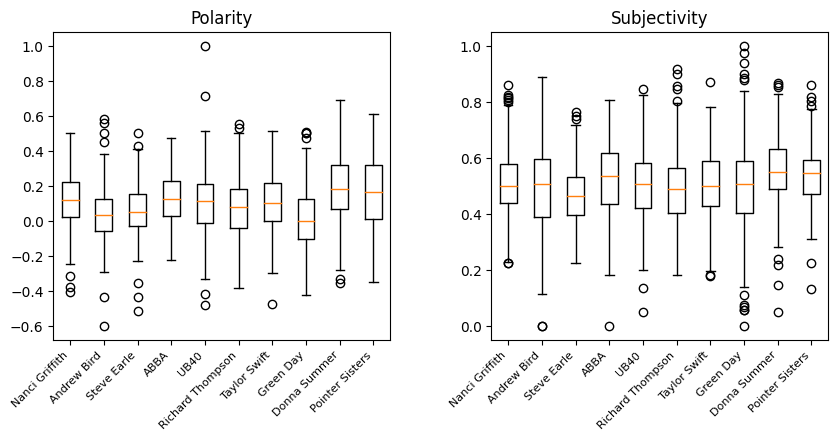 Polarity
1.0
0.8
0.6
0.4
0.2
0.0
−0.2
−0.4
−0.6
Nanci Griffith
Andrew Bird
Steve Earle
ABBA
UB40
Richard Thompson
Taylor Swift
Green Day
Donna Summer
Pointer Sisters
Subjectivity
1.0
0.8
0.6
0.4
0.2
0.0
Nanci Griffith
Andrew Bird
Steve Earle
ABBA
UB40
Richard Thompson
Taylor Swift
Green Day
Donna Summer
Pointer Sisters